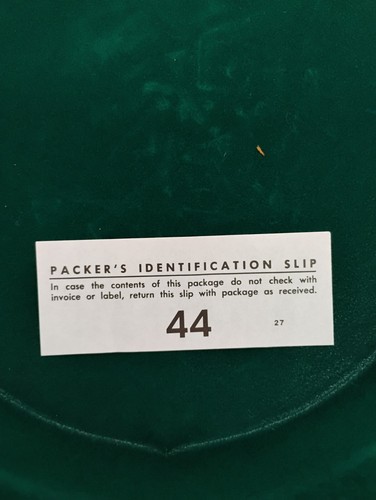 PACKER'S IDENTIFICATION SLIP
In case the contents of this package do not check with
invoice or label, return this slip with package as received.
44 27